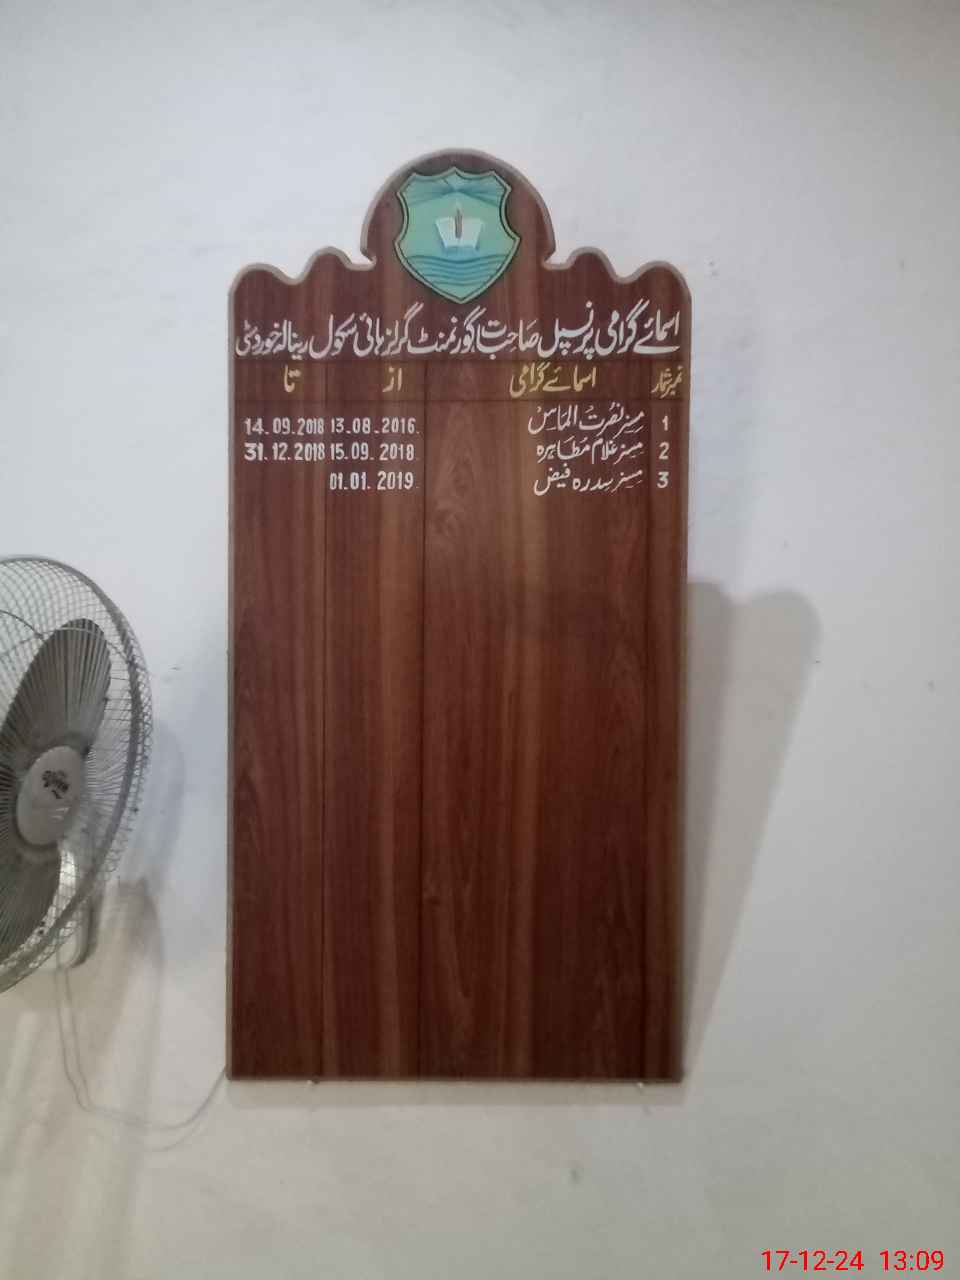 اسمائے گرامی پرنسپل صاحبات گورنمنٹ گرلز ہائی سکول رینالہ خورد سٹی
نمبر شمار اسمائے گرامی از تا
1 مسز نصرت الماس 13.08.2016. 14.09.2018
2 مسز غلام مطاہرہ 15.09.2018 31.12.2018
3 مسز سدرہ فیض 01.01.2019.
17-12-24 13:09